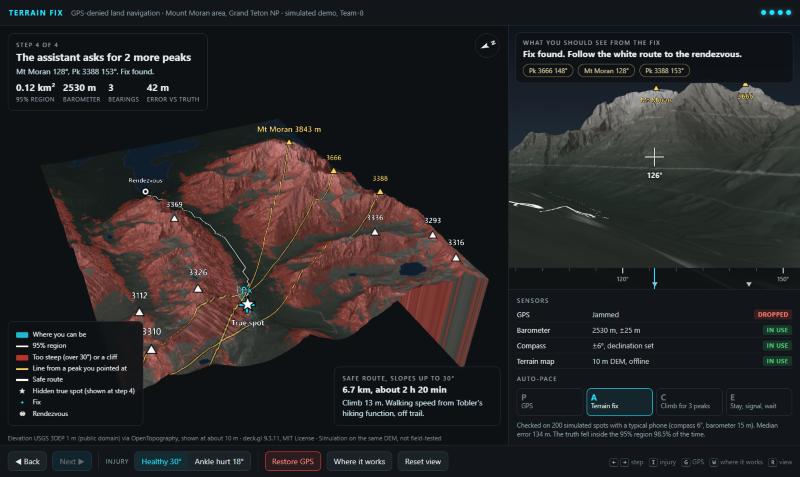 TERRAIN FIX GPS-denied land navigation · Mount Moran area, Grand Teton NP · simulated demo, Team-8
STEP 4 OF 4
The assistant asks for 2 more peaks
Mt Moran 128°, Pk 3388 153°. Fix found.
0.12 km² 2530 m 3 42 m
95% REGION BAROMETER BEARINGS ERROR VS TRUTH
Mt Moran 3843 m
3666
3388
Rendezvous
3369
3336
3293
3316
3326
3112
3310
True spot
Where you can be
95% region
Too steep (over 30°) or a cliff
Line from a peak you pointed at
Safe route
Hidden true spot (shown at step 4)
Fix
Rendezvous
SAFE ROUTE, SLOPES UP TO 30°
6.7 km, about 2 h 20 min
Climb 13 m. Walking speed from Tobler's
hiking function, off trail.
Elevation USGS 3DEP 1 m (public domain) via OpenTopography, shown at about 10 m · deck.gl 9.3.11, MIT License · Simulation on the same DEM, not field-tested
WHAT YOU SHOULD SEE FROM THE FIX
Fix found. Follow the white route to the rendezvous.
Pk 3666 148° Mt Moran 128° Pk 3388 153°
3666
126°
120° 150°
SENSORS
GPS Jammed DROPPED
Barometer 2530 m, ±25 m IN USE
Compass ±6°, declination set IN USE
Terrain map 10 m DEM, offline IN USE
AUTO-PACE
P A C E
GPS Terrain fix Climb for 3 peaks Stay, signal, wait
Checked on 200 simulated spots with a typical phone (compass 6°, barometer 15 m). Median
error 134 m. The truth fell inside the 95% region 98.5% of the time.
◀ Back Next ▶ INJURY Healthy 30° Ankle hurt 18° Restore GPS Where it works Reset view
← → step I injury G GPS W where it works R view